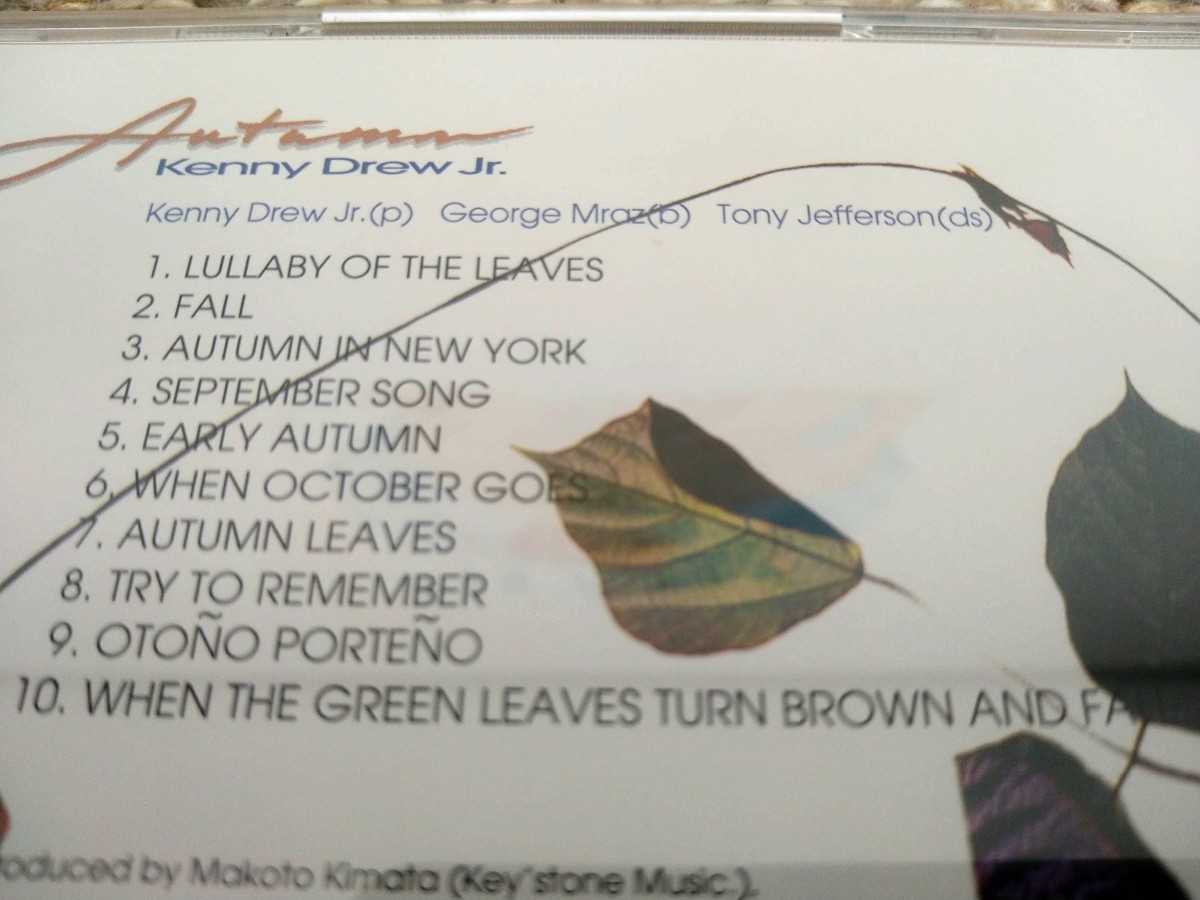 Autumn
Kenny Drew Jr.
Kenny Drew Jr.(p) George Mraz(b) Tony Jefferson(ds)
1. LULLABY OF THE LEAVES
2. FALL
3. AUTUMN IN NEW YORK
4. SEPTEMBER SONG
5. EARLY AUTUMN
6. WHEN OCTOBER GOES
7. AUTUMN LEAVES
8. TRY TO REMEMBER
9. OTOÑO PORTEÑO
10. WHEN THE GREEN LEAVES TURN BROWN AND
by Makoto Kimata (Key'stone Music.),